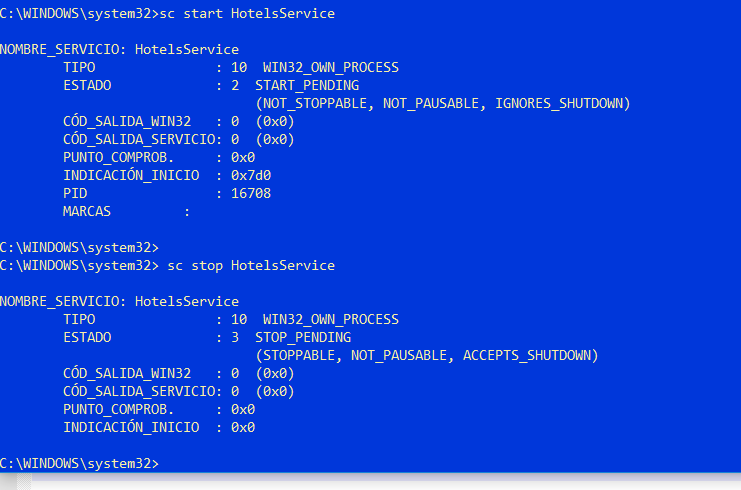 C:\WINDOWS\system32>sc start HotelsService
NOMBRE_SERVICIO: HotelsService
TIPO : 10 WIN32_OWN_PROCESS
ESTADO : 2 START_PENDING
(NOT_STOPPABLE, NOT_PAUSABLE, IGNORES_SHUTDOWN)
CÓD_SALIDA_WIN32 : 0 (0x0)
CÓD_SALIDA_SERVICIO: 0 (0x0)
PUNTO_COMPROB. : 0x0
INDICACIÓN_INICIO : 0x7d0
PID : 16708
MARCAS :
C:\WINDOWS\system32>
C:\WINDOWS\system32> sc stop HotelsService
NOMBRE_SERVICIO: HotelsService
TIPO : 10 WIN32_OWN_PROCESS
ESTADO : 3 STOP_PENDING
(STOPPABLE, NOT_PAUSABLE, ACCEPTS_SHUTDOWN)
CÓD_SALIDA_WIN32 : 0 (0x0)
CÓD_SALIDA_SERVICIO: 0 (0x0)
PUNTO_COMPROB. : 0x0
INDICACIÓN_INICIO : 0x0
C:\WINDOWS\system32>